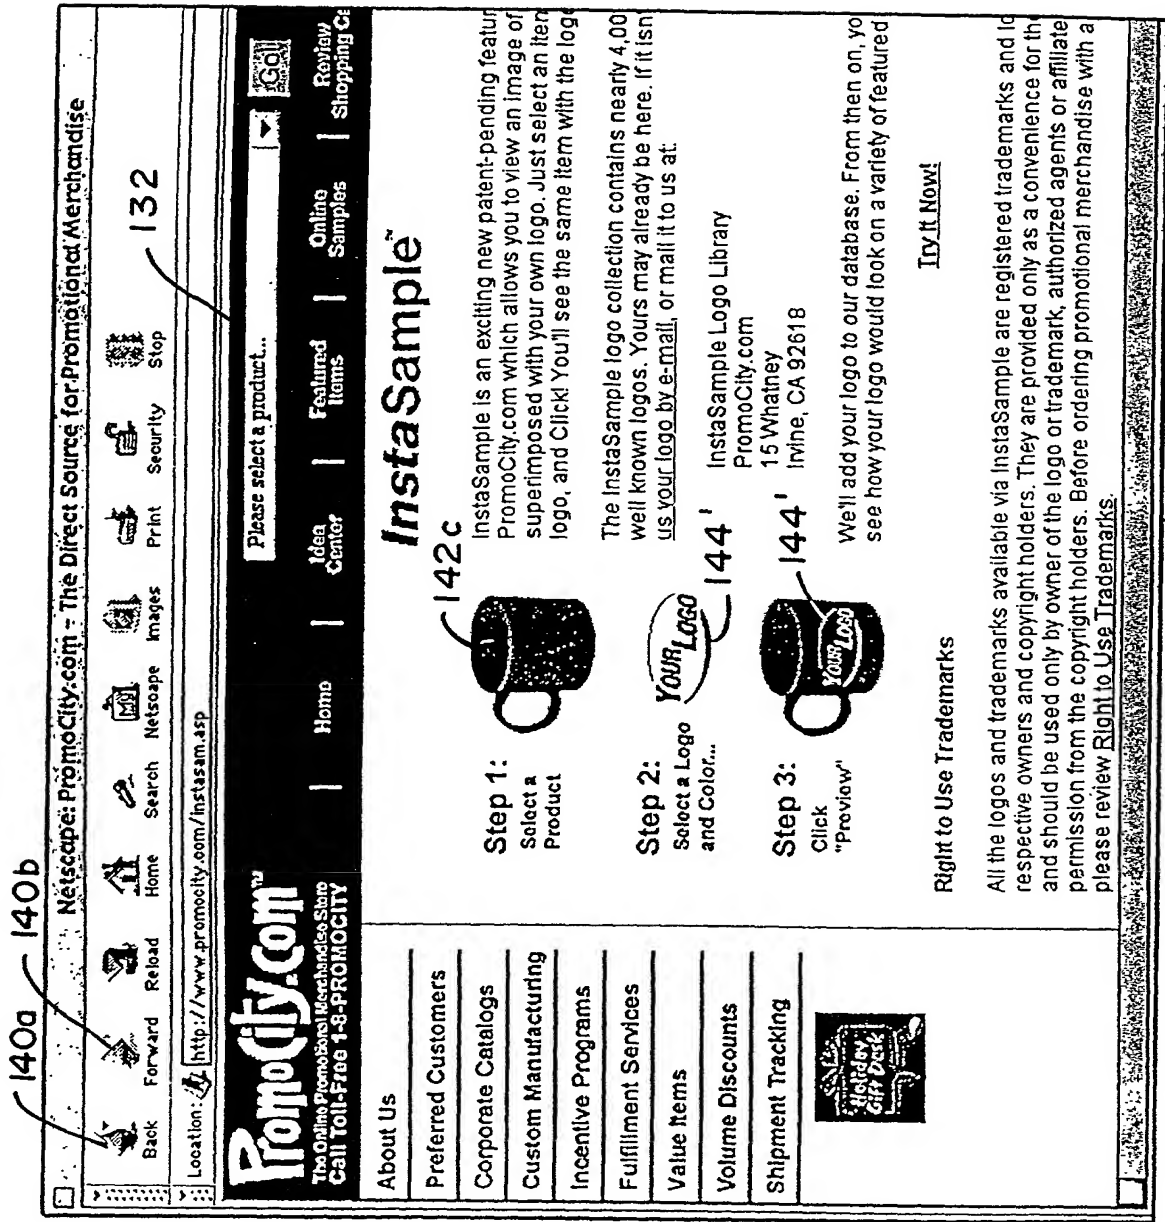 140a
140b
Netscape: PromoCity.com - The Direct Source for Promotional Merchandise
Back Forward Reload Home Search Netscape Images Print Security Stop
132
Location: http://www.promocity.com/instasam.asp
PromoCity.com™
The Online Promotional Merchandise Store
Call Toll-Free 1-8-PROMOCITY
Please select a product...
Go!
| Home | Idea Center | Featured Items | Online Samples | Review Shopping Ca
About Us
Preferred Customers
Corporate Catalogs
Custom Manufacturing
Incentive Programs
Fulfillment Services
Value Items
Volume Discounts
Shipment Tracking
Holiday
Gift Desk
InstaSample™
Step 1:
Select a
Product
142c
InstaSample is an exciting new patent-pending featur
PromoCity.com which allows you to view an image of
superimposed with your own logo. Just select an iten
logo, and Click! You'll see the same item with the logo
Step 2:
Select a Logo
and Color...
YOUR LOGO
144'
The InstaSample logo collection contains nearly 4,00
well known logos. Yours may already be here. If it isn
us your logo by e-mail, or mail it to us at:
InstaSample Logo Library
PromoCity.com
15 Whatney
Irvine, CA 92618
Step 3:
Click
"Preview"
YOUR LOGO
144'
We'll add your logo to our database. From then on, yo
see how your logo would look on a variety of featured
Try It Now!
Right to Use Trademarks
All the logos and trademarks available via InstaSample are registered trademarks and lo
respective owners and copyright holders. They are provided only as a convenience for the
and should be used only by owner of the logo or trademark, authorized agents or affiliate
permission from the copyright holders. Before ordering promotional merchandise with a
please review Right to Use Trademarks.